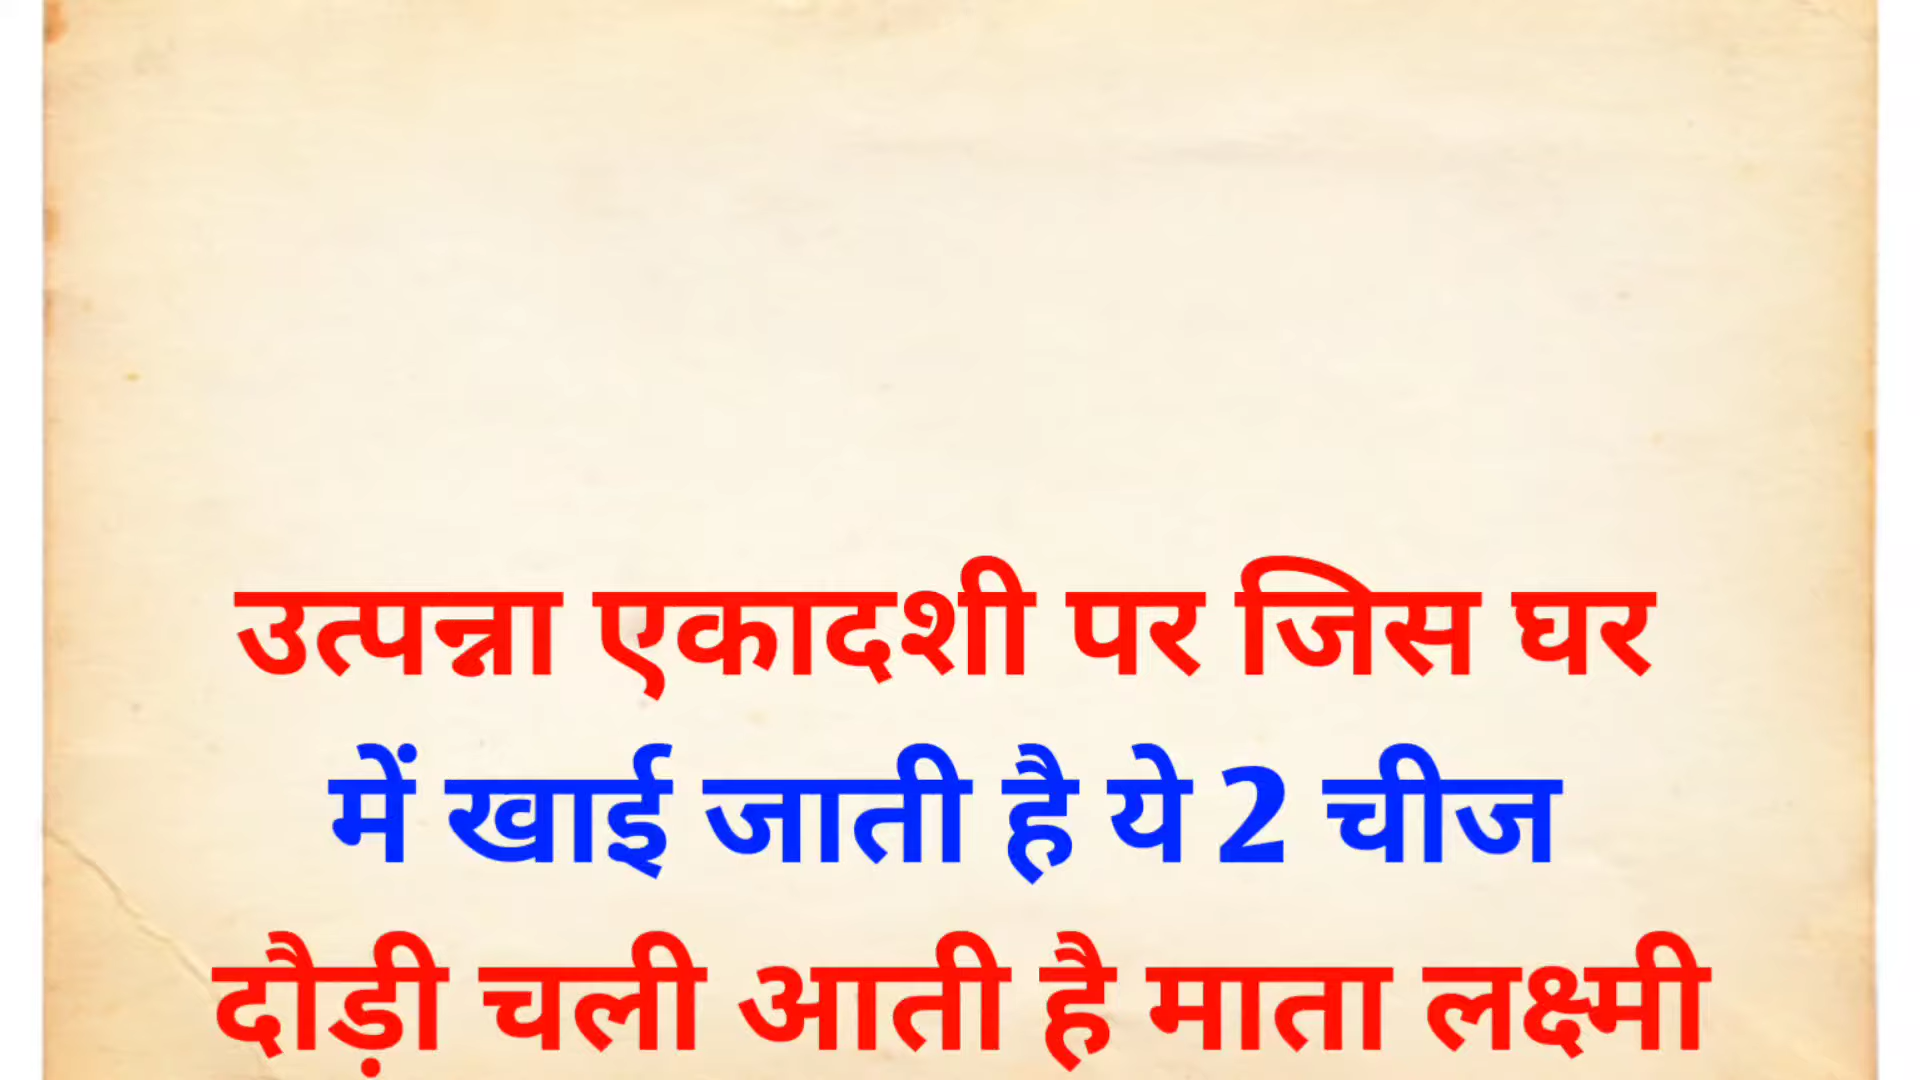 उत्पन्ना एकादशी पर जिस घर
में खाई जाती है ये 2 चीज
दौड़ी चली आती है माता लक्ष्मी